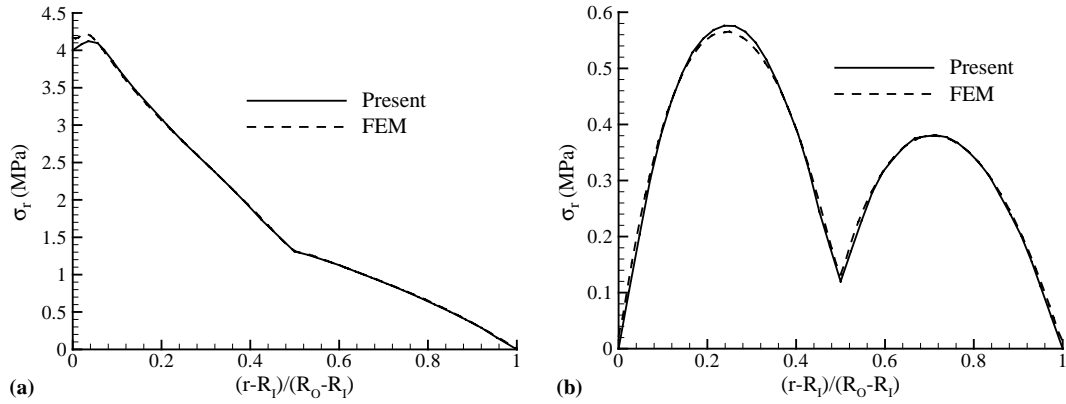 4.5
4
3.5
3
2.5
2
1.5
1
0.5
0
σr (MPa)
Present
FEM
0 0.2 0.4 0.6 0.8 1
(r-RI)/(RO-RI)
(a)
0.6
0.5
0.4
0.3
0.2
0.1
0
σr (MPa)
Present
FEM
0 0.2 0.4 0.6 0.8 1
(r-RI)/(RO-RI)
(b)